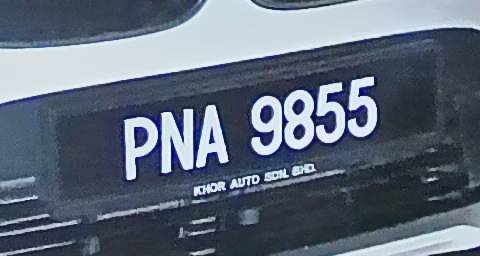 PNA 9855
KHOR AUTO SDN. BHD.